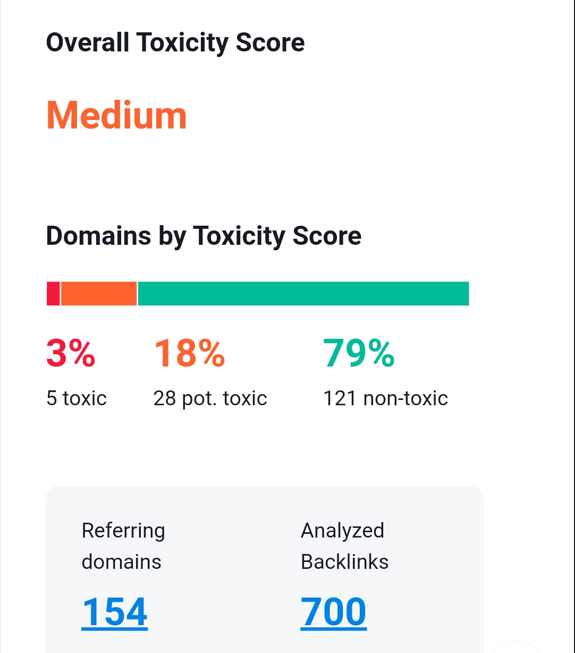 Overall Toxicity Score
Medium
Domains by Toxicity Score
3% 18% 79%
5 toxic 28 pot. toxic 121 non-toxic
Referring domains
Analyzed Backlinks
154 700